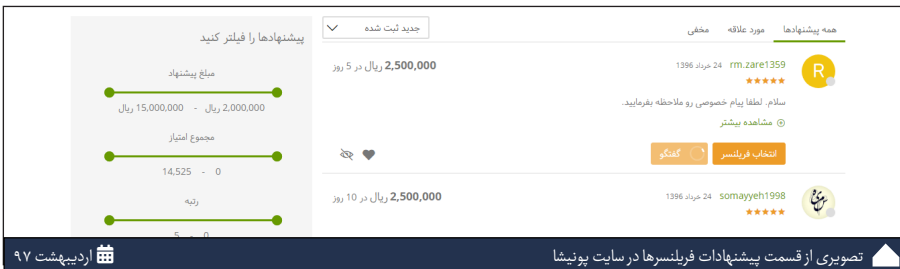 همه پیشنهادها
مورد علاقه
مخفی
جدید ثبت شده
rm.zare1359
24 خرداد 1396
2,500,000 ریال در 5 روز
R
سلام. لطفا پیام خصوصی رو ملاحظه بفرمایید.
مشاهده بیشتر
انتخاب فریلنسر
گفتگو
somayyeh1998
24 خرداد 1396
2,500,000 ریال در 10 روز
پیشنهادها را فیلتر کنید
مبلغ پیشنهاد
2,000,000 ریال - 15,000,000 ریال
مجموع امتیاز
0 - 14,525
رتبه
0 - 5
تصویری از قسمت پیشنهادات فریلنسرها در سایت پونیشا
اردیبهشت ۹۷